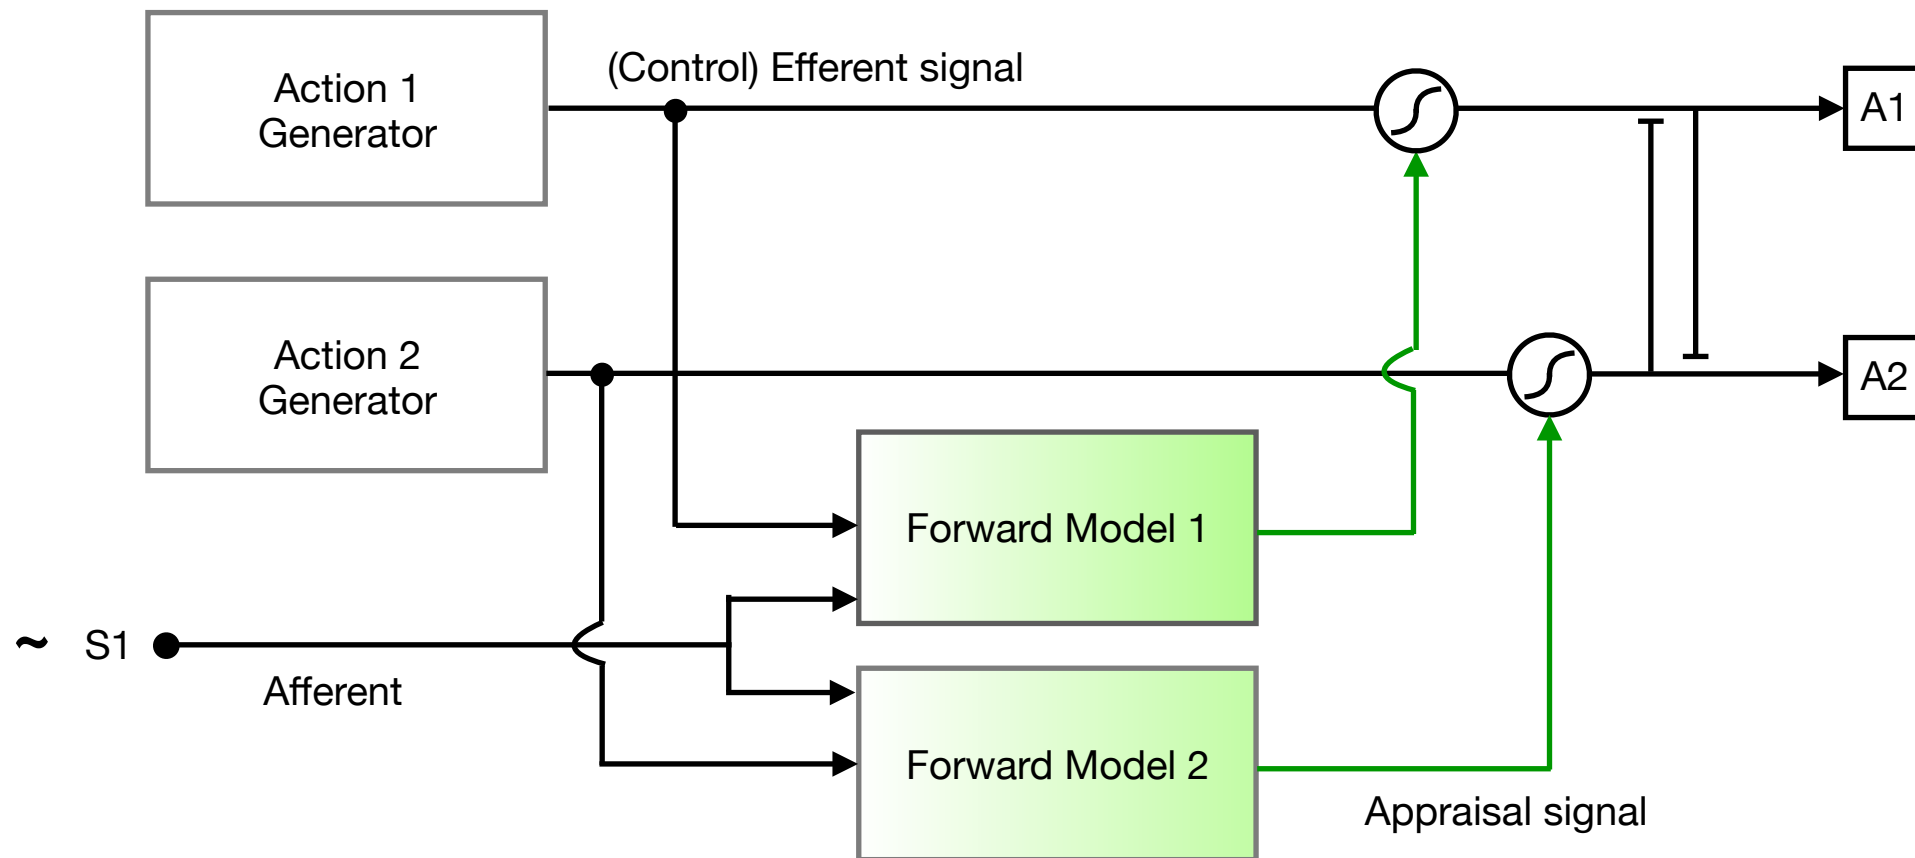 Action 1
Generator
(Control) Efferent signal
A1
Action 2
Generator
A2
Forward Model 1
~ S1
Afferent
Forward Model 2
Appraisal signal